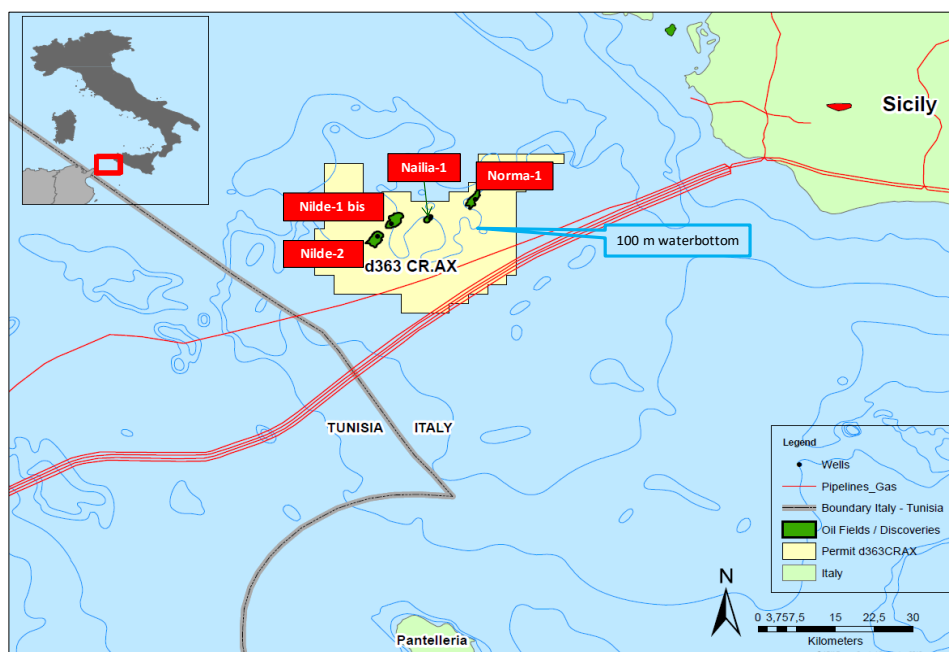 Sicily
Nailia-1
Norma-1
Nilde-1 bis
Nilde-2
100 m waterbottom
d363 CR.AX
TUNISIA ITALY
Legend
Wells
Pipelines_Gas
Boundary Italy - Tunisia
Oil Fields / Discoveries
Permit d363CRAX
Italy
N
0 3,757,5 15 22,5 30
Kilometers
Pantelleria